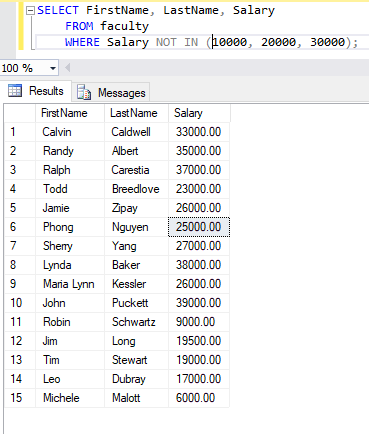 SELECT FirstName, LastName, Salary
FROM faculty
WHERE Salary NOT IN (10000, 20000, 30000);
100 %
Results Messages
FirstName LastName Salary
1 Calvin Caldwell 33000.00
2 Randy Albert 35000.00
3 Ralph Carestia 37000.00
4 Todd Breedlove 23000.00
5 Jamie Zipay 26000.00
6 Phong Nguyen 25000.00
7 Sherry Yang 27000.00
8 Lynda Baker 38000.00
9 Maria Lynn Kessler 26000.00
10 John Puckett 39000.00
11 Robin Schwartz 9000.00
12 Jim Long 19500.00
13 Tim Stewart 19000.00
14 Leo Dubray 17000.00
15 Michele Malott 6000.00